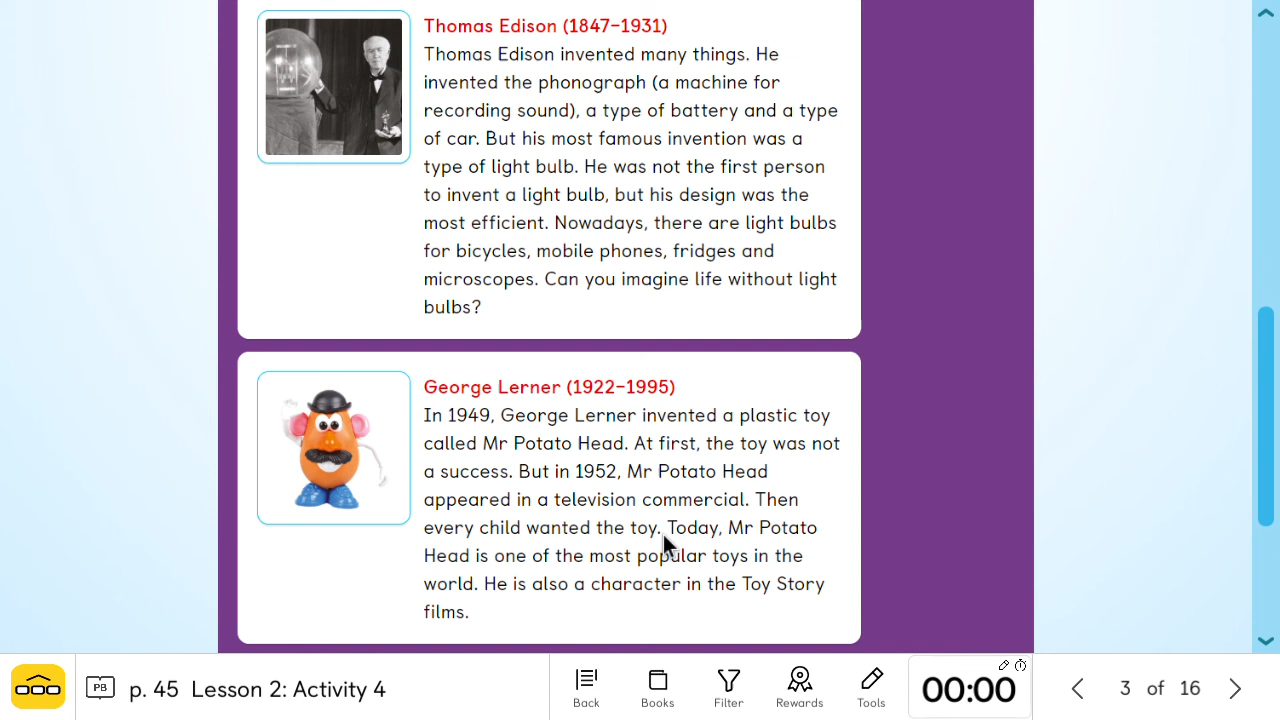 Thomas Edison (1847–1931)
Thomas Edison invented many things. He
invented the phonograph (a machine for
recording sound), a type of battery and a type
of car. But his most famous invention was a
type of light bulb. He was not the first person
to invent a light bulb, but his design was the
most efficient. Nowadays, there are light bulbs
for bicycles, mobile phones, fridges and
microscopes. Can you imagine life without light
bulbs?
George Lerner (1922–1995)
In 1949, George Lerner invented a plastic toy
called Mr Potato Head. At first, the toy was not
a success. But in 1952, Mr Potato Head
appeared in a television commercial. Then
every child wanted the toy. Today, Mr Potato
Head is one of the most popular toys in the
world. He is also a character in the Toy Story
films.
PB p. 45 Lesson 2: Activity 4
Back Books Filter Rewards Tools
00:00
3 of 16